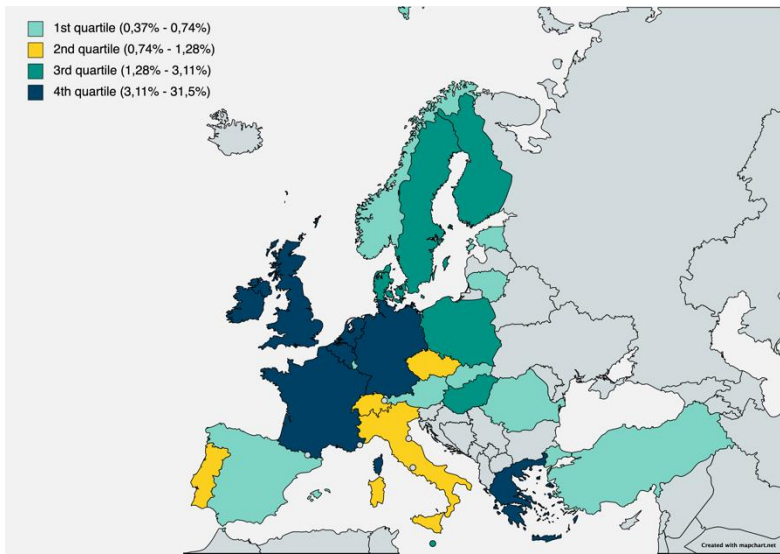 1st quartile (0,37% - 0,74%)
2nd quartile (0,74% - 1,28%)
3rd quartile (1,28% - 3,11%)
4th quartile (3,11% - 31,5%)
Created with mapchart.net